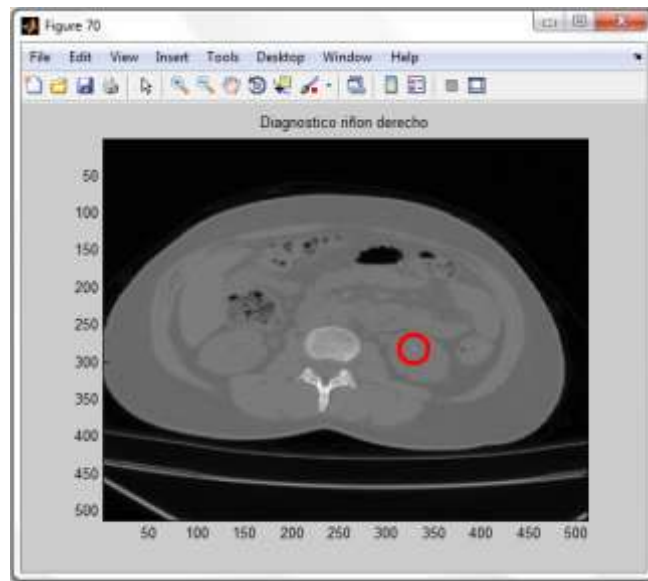 Figure 70
File Edit View Insert Tools Desktop Window Help
Diagnostico riñon derecho
50
100
150
200
250
300
350
400
450
500
50 100 150 200 250 300 350 400 450 500